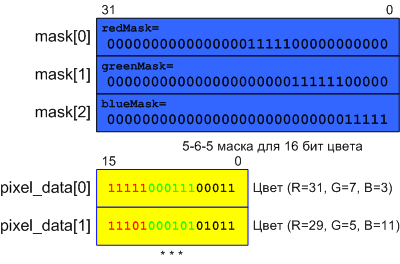 31 0
mask[0] redMask=
00000000000000001111100000000000
mask[1] greenMask=
00000000000000000000011111100000
mask[2] blueMask=
00000000000000000000000000011111
5-6-5 маска для 16 бит цвета
15 0
pixel_data[0] 1111100011100011 Цвет (R=31, G=7, B=3)
pixel_data[1] 1110100010101011 Цвет (R=29, G=5, B=11)
* * *